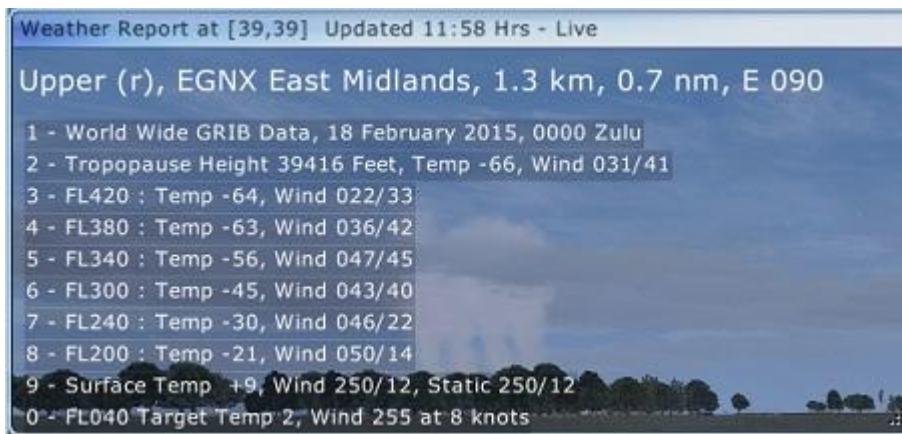 Weather Report at [39,39] Updated 11:58 Hrs - Live
Upper (r), EGNX East Midlands, 1.3 km, 0.7 nm, E 090
1 - World Wide GRIB Data, 18 February 2015, 0000 Zulu
2 - Tropopause Height 39416 Feet, Temp -66, Wind 031/41
3 - FL420 : Temp -64, Wind 022/33
4 - FL380 : Temp -63, Wind 036/42
5 - FL340 : Temp -56, Wind 047/45
6 - FL300 : Temp -45, Wind 043/40
7 - FL240 : Temp -30, Wind 046/22
8 - FL200 : Temp -21, Wind 050/14
9 - Surface Temp +9, Wind 250/12, Static 250/12
0 - FL040 Target Temp 2, Wind 255 at 8 knots